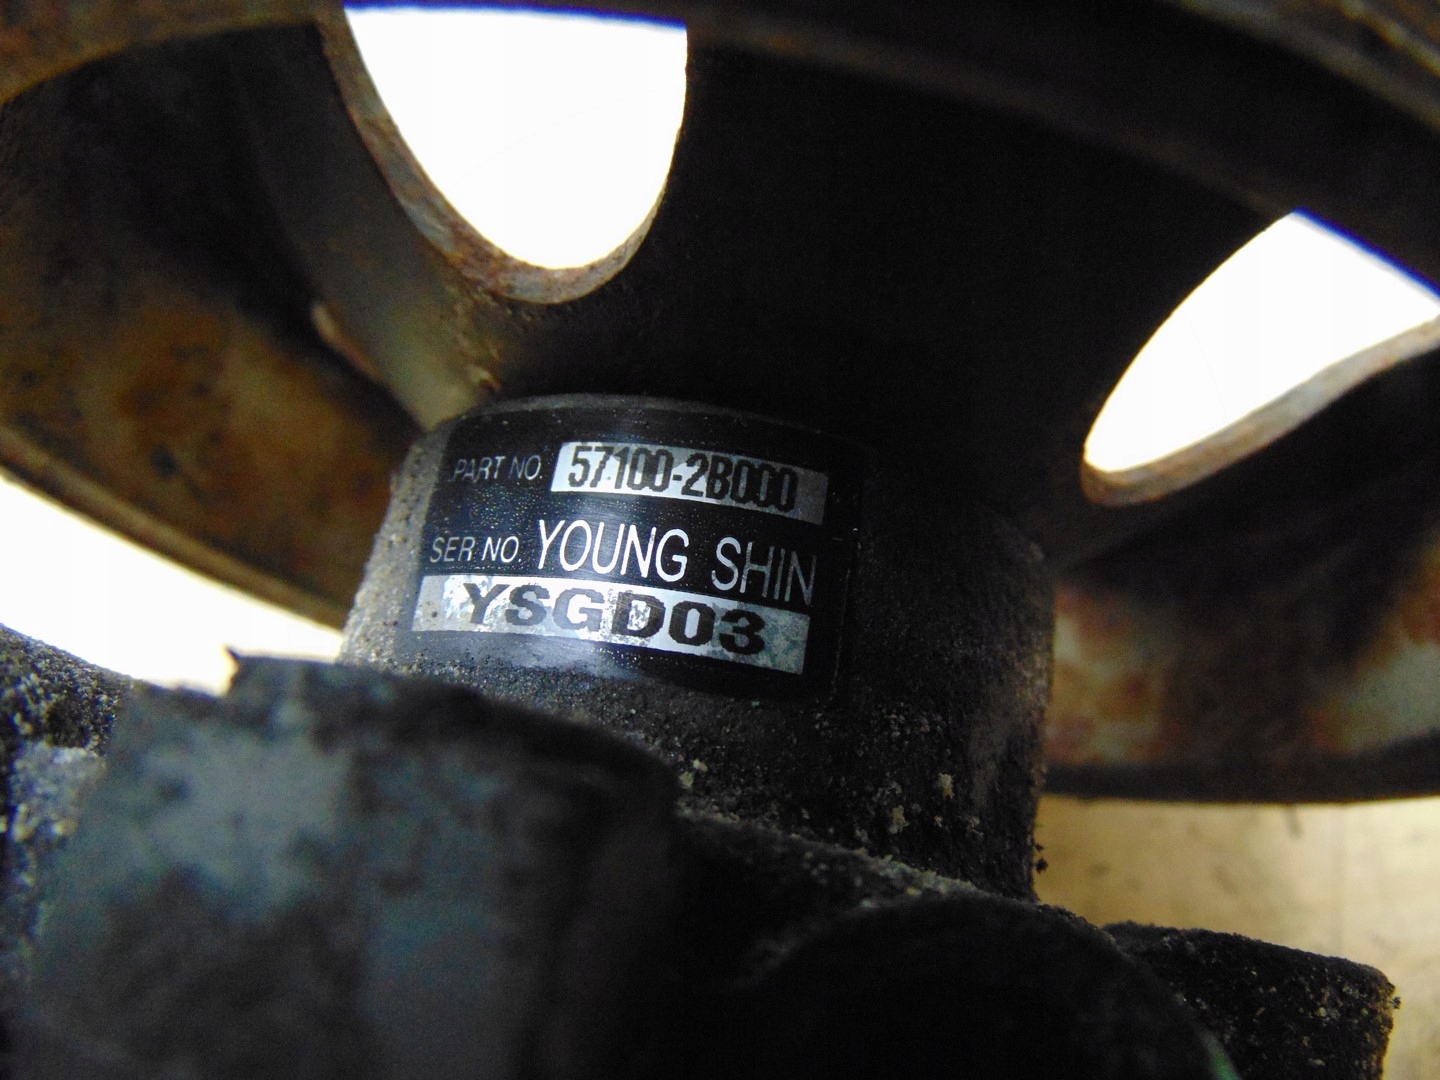 PART NO. 57100-2B000
SER NO. YOUNG SHIN
YSGD03